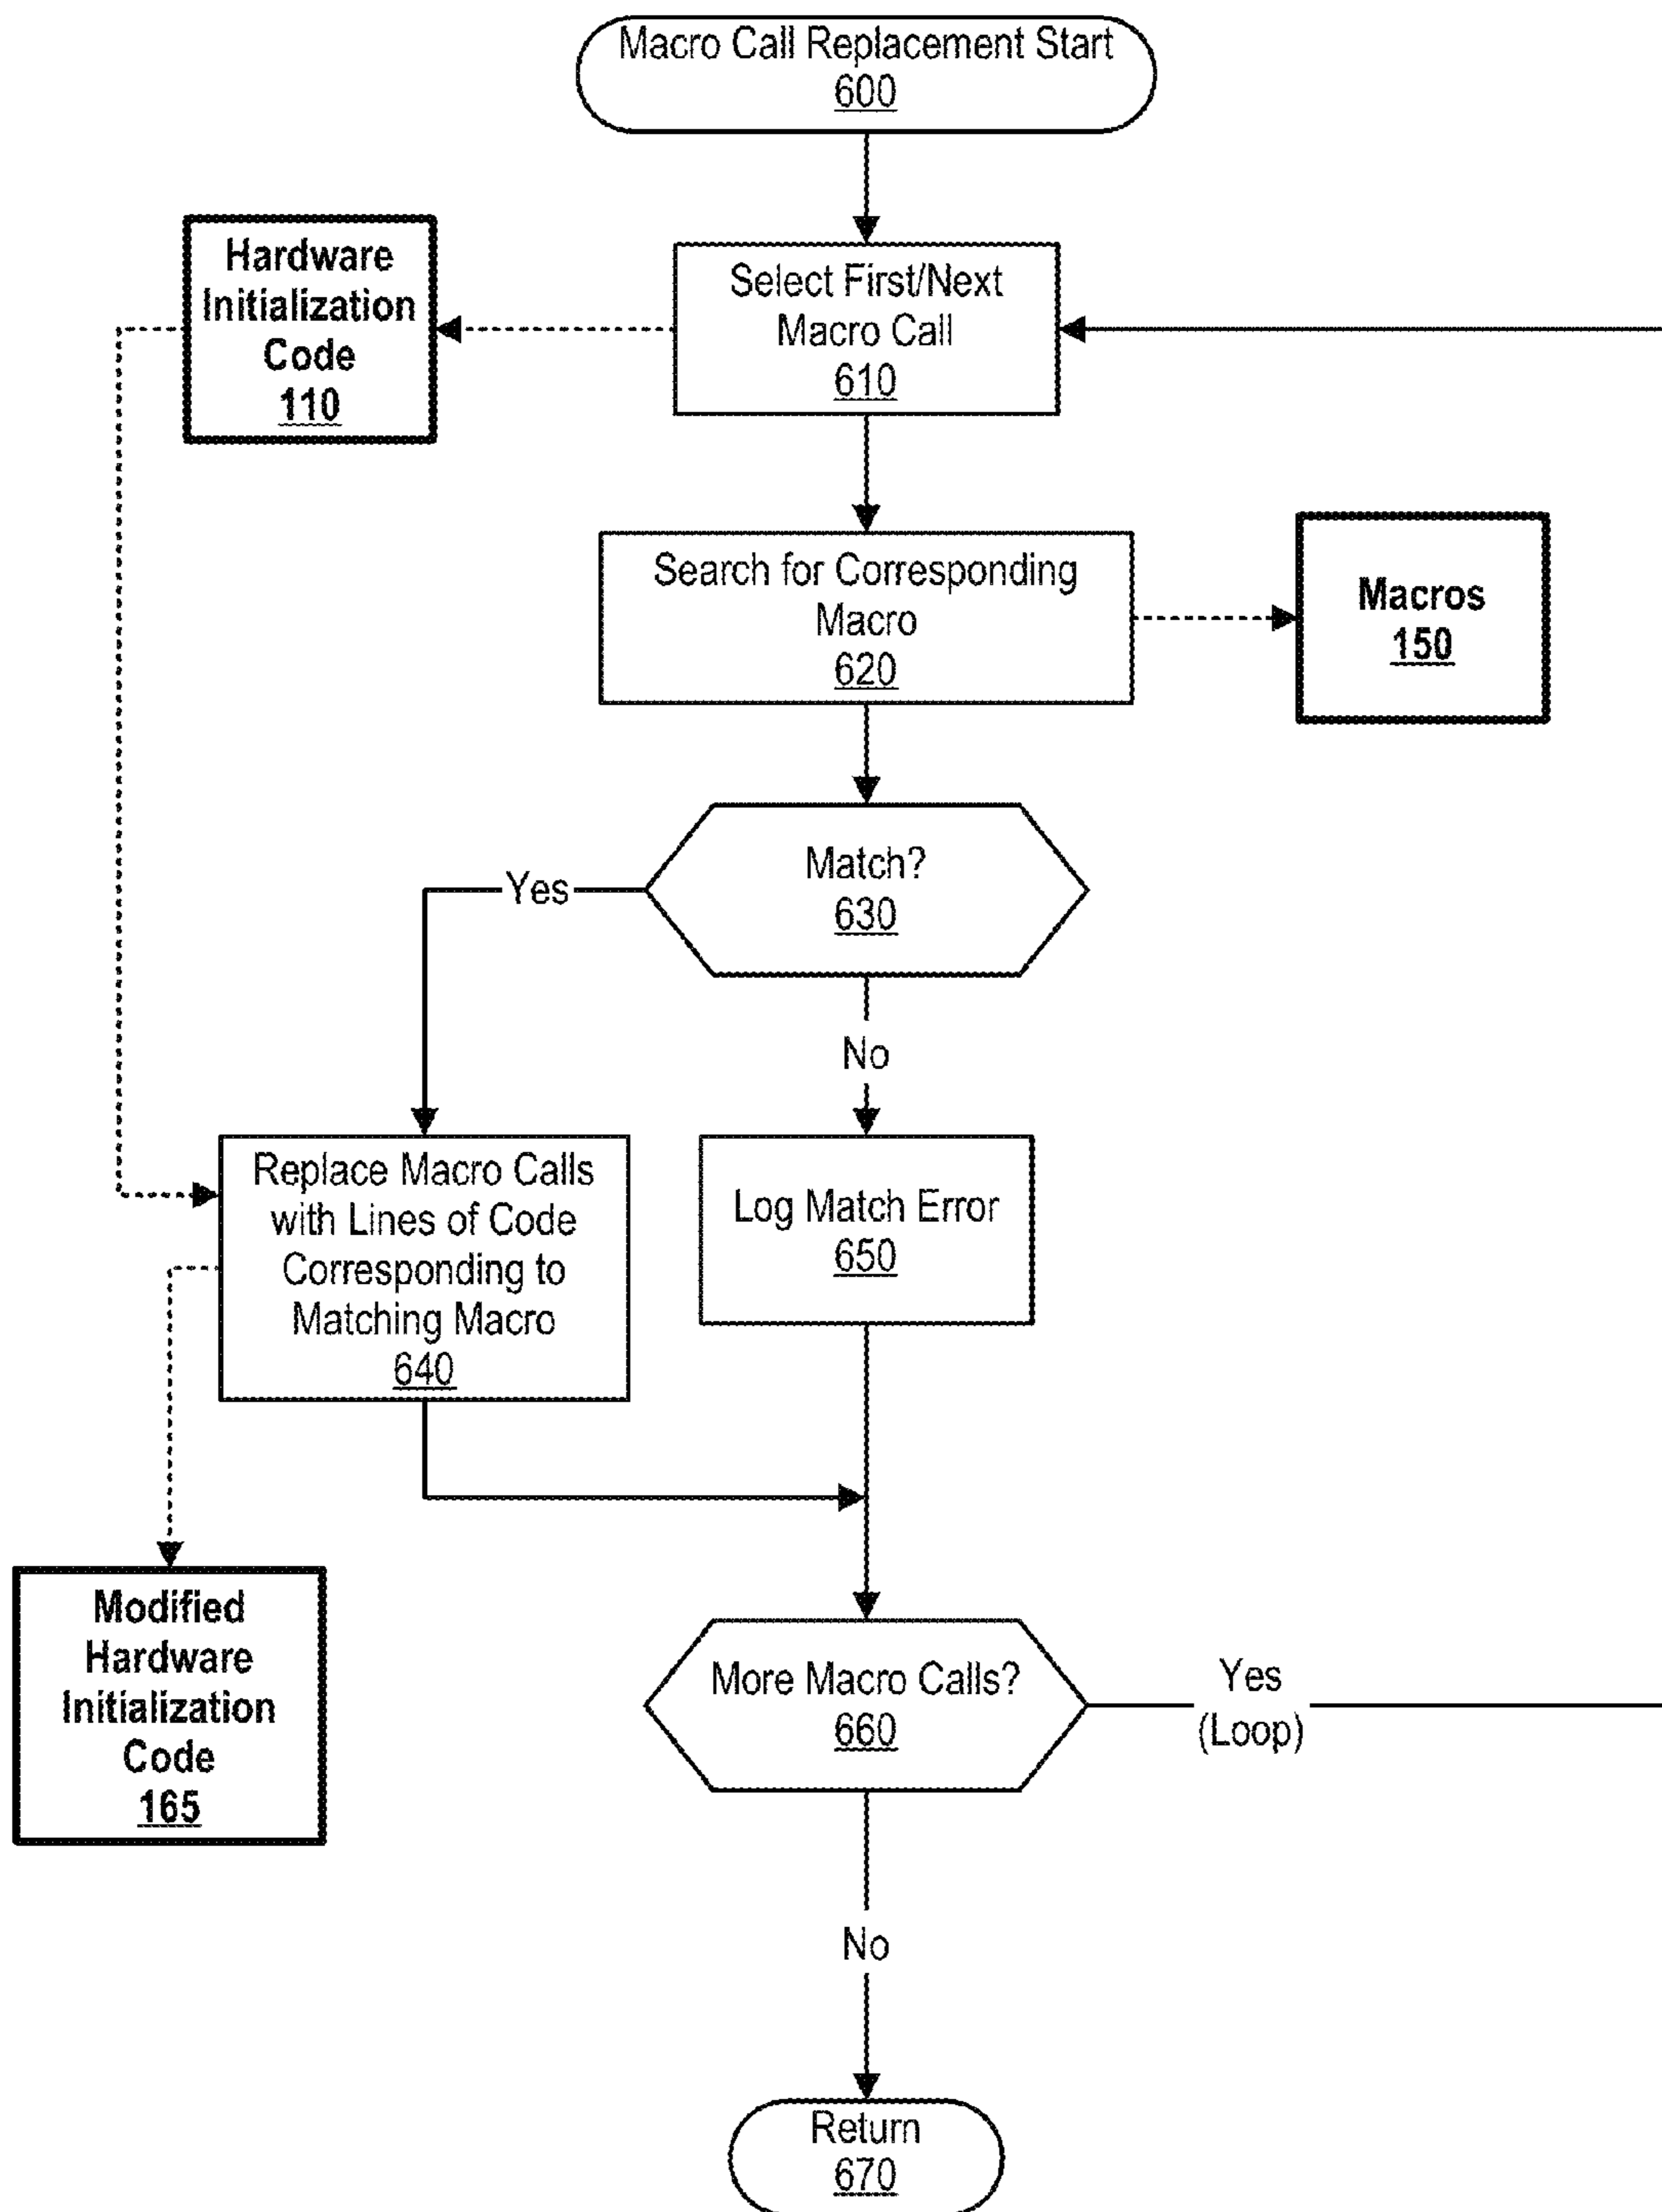 Macro Call Replacement Start
600
Hardware
Initialization
Code
110
Select First/Next
Macro Call
610
Search for Corresponding
Macro
620
Macros
150
Match?
630
Yes
No
Replace Macro Calls
with Lines of Code
Corresponding to
Matching Macro
640
Log Match Error
650
Modified
Hardware
Initialization
Code
165
More Macro Calls?
660
Yes
(Loop)
No
Return
670